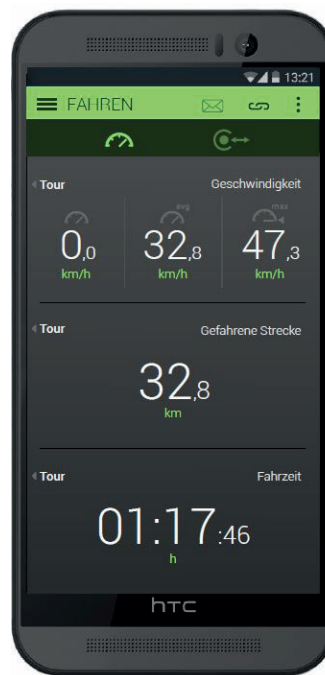 13:21
FAHREN
Tour Geschwindigkeit
avg max
0,0 32,8 47,3
km/h km/h km/h
Tour Gefahrene Strecke
32,8
km
Tour Fahrzeit
01:17:46
h
hTC